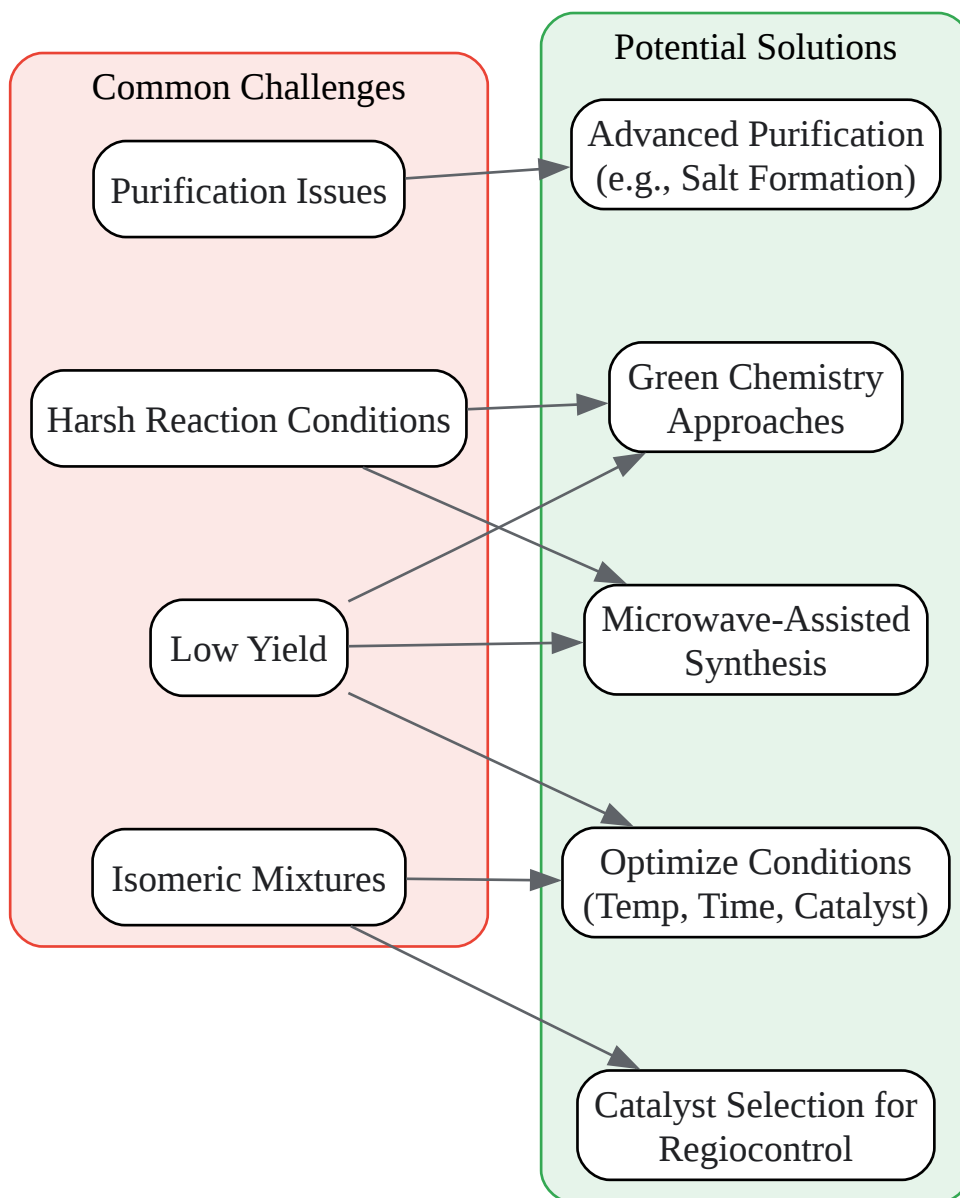 Common Challenges
Purification Issues
Harsh Reaction Conditions
Low Yield
Isomeric Mixtures
Potential Solutions
Advanced Purification
(e.g., Salt Formation)
Green Chemistry
Approaches
Microwave-Assisted
Synthesis
Optimize Conditions
(Temp, Time, Catalyst)
Catalyst Selection for
Regiocontrol